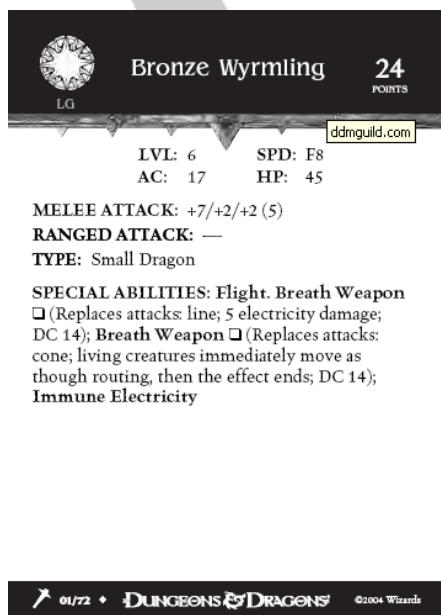 Bronze Wyrmling
24
POINTS
LG
ddmguild.com
LVL: 6 SPD: F8
AC: 17 HP: 45
MELEE ATTACK: +7/+2/+2 (5)
RANGED ATTACK: —
TYPE: Small Dragon
SPECIAL ABILITIES: Flight. Breath Weapon
❏ (Replaces attacks: line; 5 electricity damage;
DC 14); Breath Weapon ❏ (Replaces attacks:
cone; living creatures immediately move as
though routing, then the effect ends; DC 14);
Immune Electricity
01/72 ◆ DUNGEONS & DRAGONS ©2004 Wizards